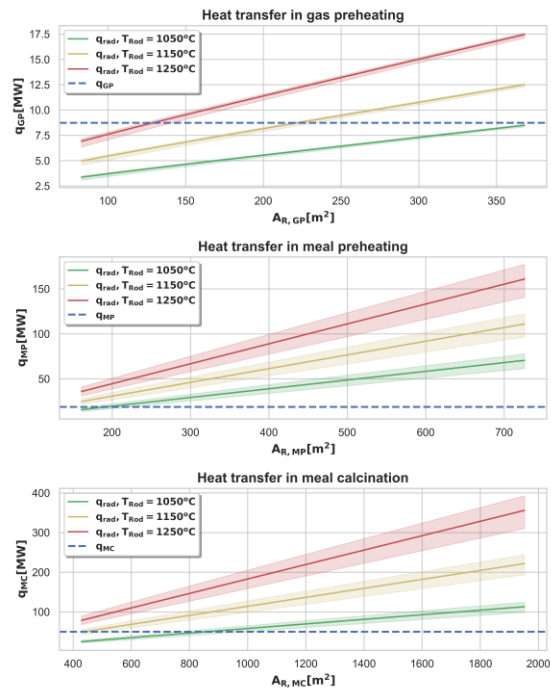 Heat transfer in gas preheating
q_GP[MW]
17.5
15.0
12.5
10.0
7.5
5.0
2.5
q_rad, T_Rod = 1050°C
q_rad, T_Rod = 1150°C
q_rad, T_Rod = 1250°C
q_GP
100 150 200 250 300 350
A_R, GP[m²]
Heat transfer in meal preheating
q_MP[MW]
150
100
50
q_rad, T_Rod = 1050°C
q_rad, T_Rod = 1150°C
q_rad, T_Rod = 1250°C
q_MP
200 300 400 500 600 700
A_R, MP[m²]
Heat transfer in meal calcination
q_MC[MW]
400
300
200
100
q_rad, T_Rod = 1050°C
q_rad, T_Rod = 1150°C
q_rad, T_Rod = 1250°C
q_MC
400 600 800 1000 1200 1400 1600 1800 2000
A_R, MC[m²]